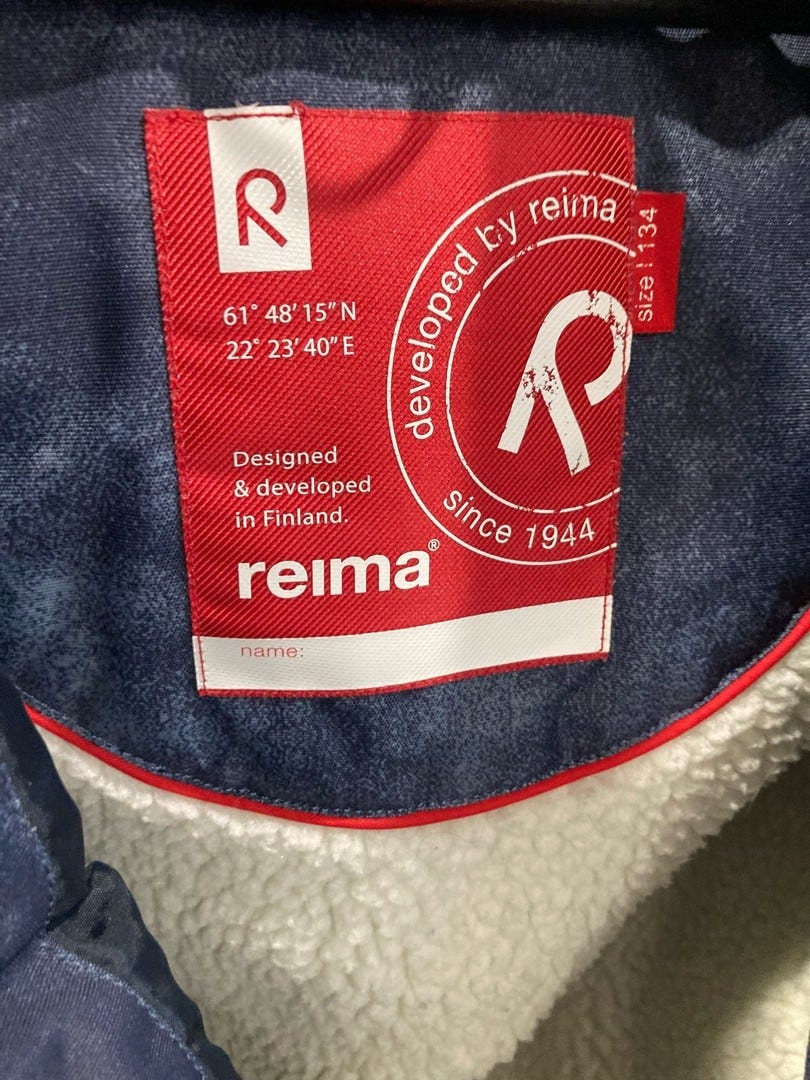 61° 48' 15" N
22° 23' 40" E
Designed
& developed
in Finland.
reima®
name:
developed by reima
since 1944
size | 134